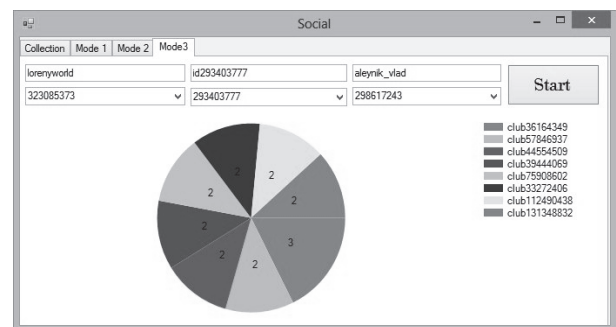 Social
Collection Mode 1 Mode 2 Mode3
lorenyworld id293403777 aleynik_vlad
Start
323085373 293403777 298617243
club36164349
club57846937
club44554509
club39444069
club75908602
club33272406
club112490438
club131348832
2 2
2 2
2 3
2 2